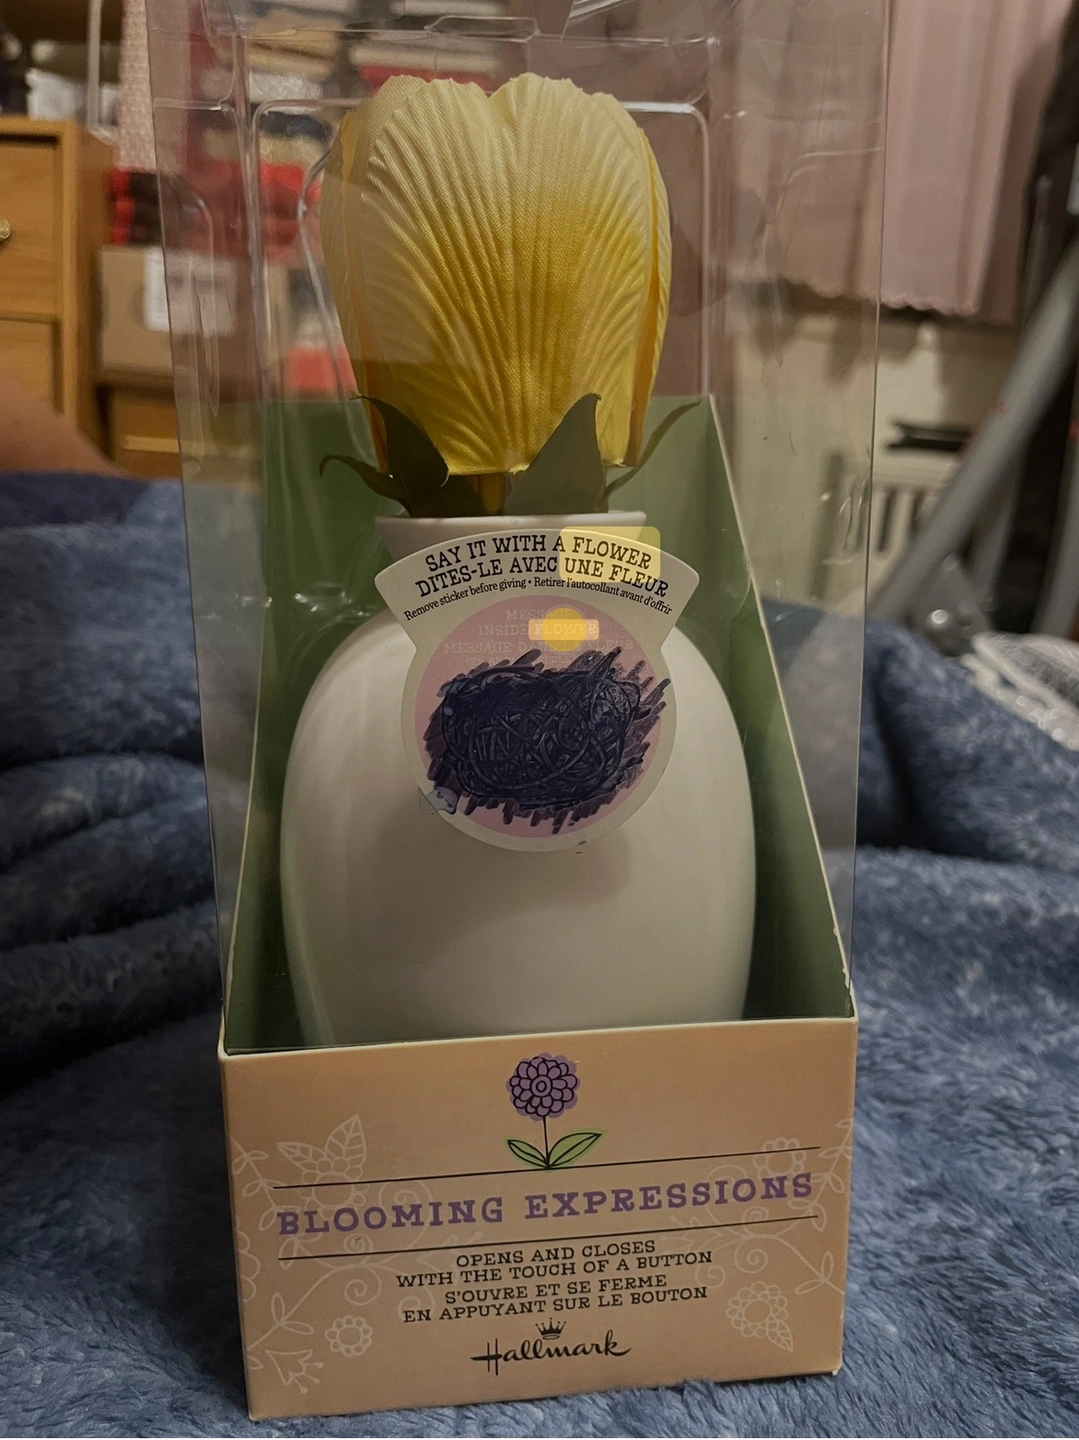 SAY IT WITH A FLOWER
DITES-LE AVEC UNE FLEUR
Remove sticker before giving • Retirer l'autocollant avant d'offrir
MESSAGE
INSIDE FLOWER
MESSAGE
BLOOMING EXPRESSIONS
OPENS AND CLOSES
WITH THE TOUCH OF A BUTTON
S'OUVRE ET SE FERME
EN APPUYANT SUR LE BOUTON
Hallmark